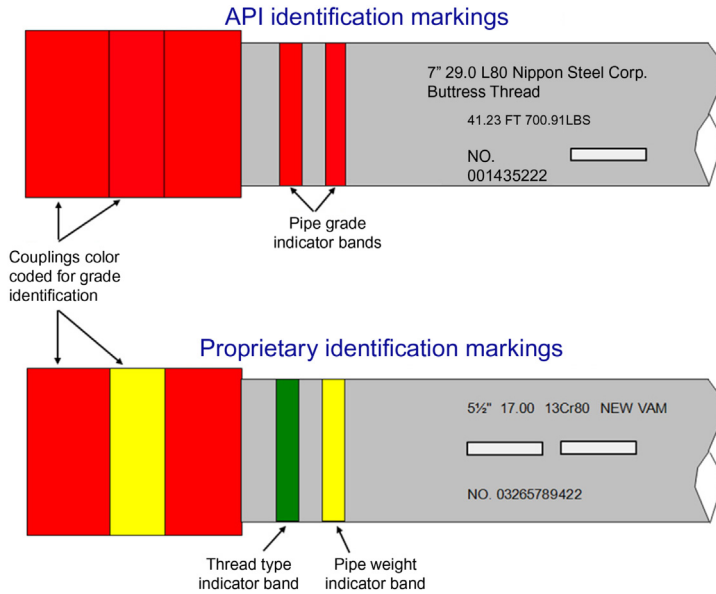 API identification markings
7” 29.0 L80 Nippon Steel Corp.
Buttress Thread
41.23 FT 700.91LBS
NO.
001435222
Pipe grade
indicator bands
Couplings color
coded for grade
identification
Proprietary identification markings
5½" 17.00 13Cr80 NEW VAM
NO. 03265789422
Thread type
indicator band
Pipe weight
indicator band